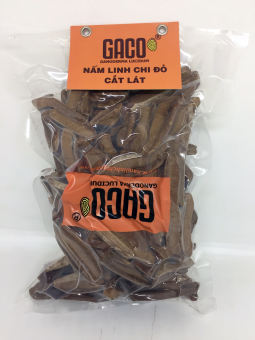 GACO®
GANODERMA LUCIDUM
NẤM LINH CHI ĐỎ
CẮT LÁT
GACO®
GANODERMA LUCIDUM